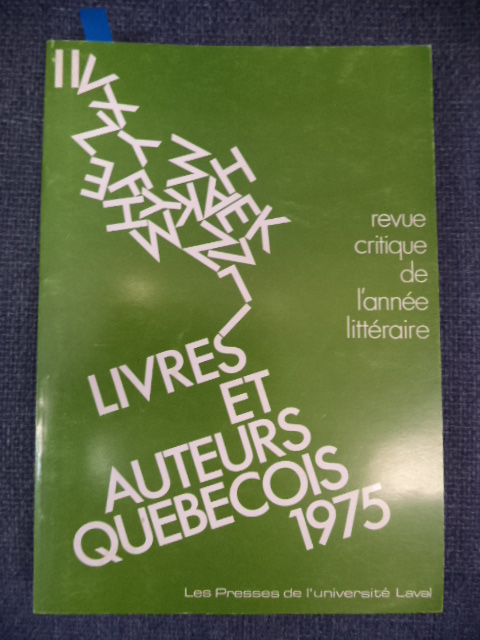 revue
critique
de
l'année
littéraire
LIVRES
ET
AUTEURS
QUEBECOIS
1975
Les Presses de l'université Laval